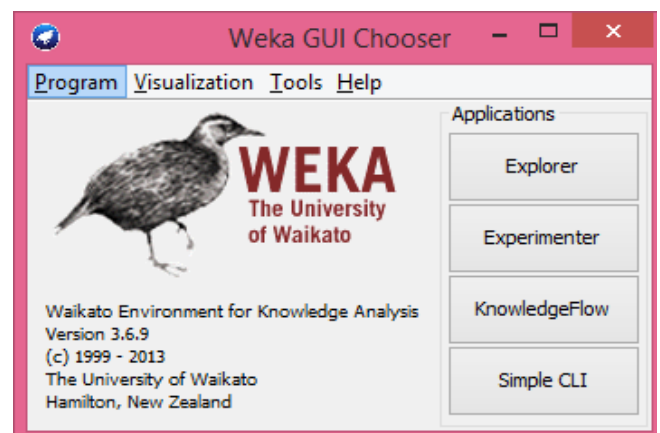 Weka GUI Chooser
Program Visualization Tools Help
WEKA
The University
of Waikato
Waikato Environment for Knowledge Analysis
Version 3.6.9
(c) 1999 - 2013
The University of Waikato
Hamilton, New Zealand
Applications
Explorer
Experimenter
KnowledgeFlow
Simple CLI